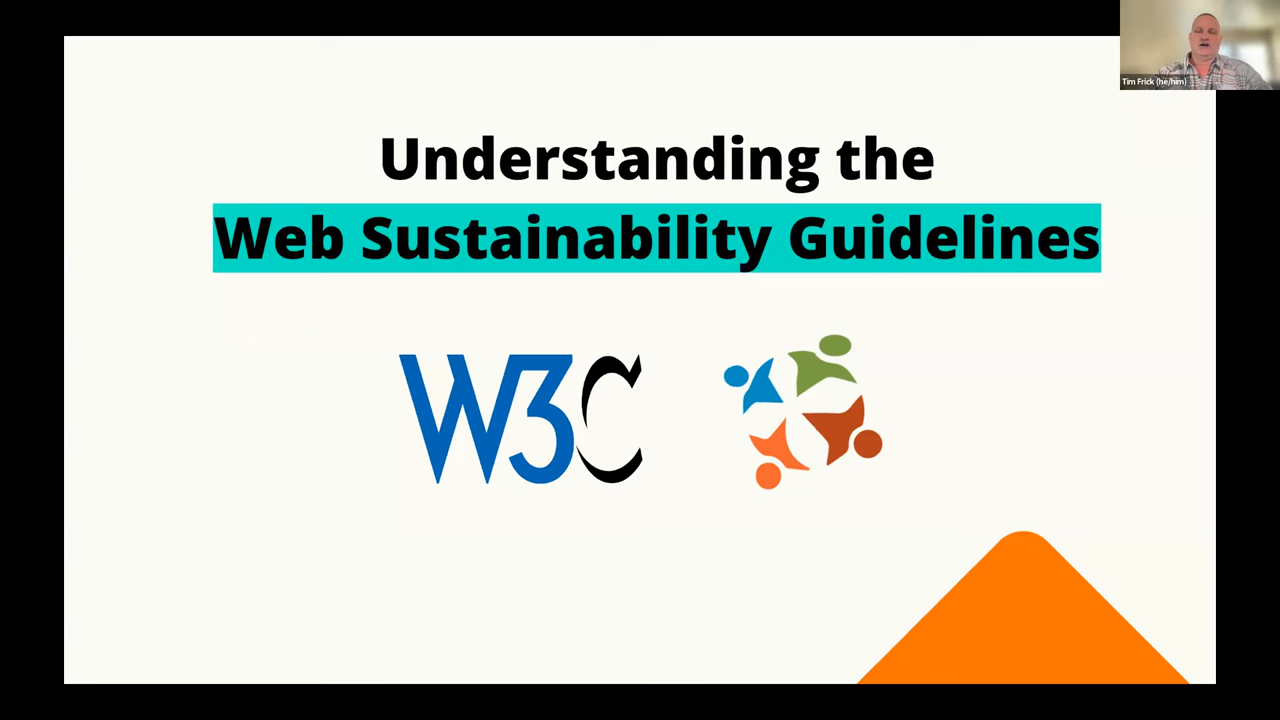 Tim Frick (he/him)
Understanding the
Web Sustainability Guidelines
W3C